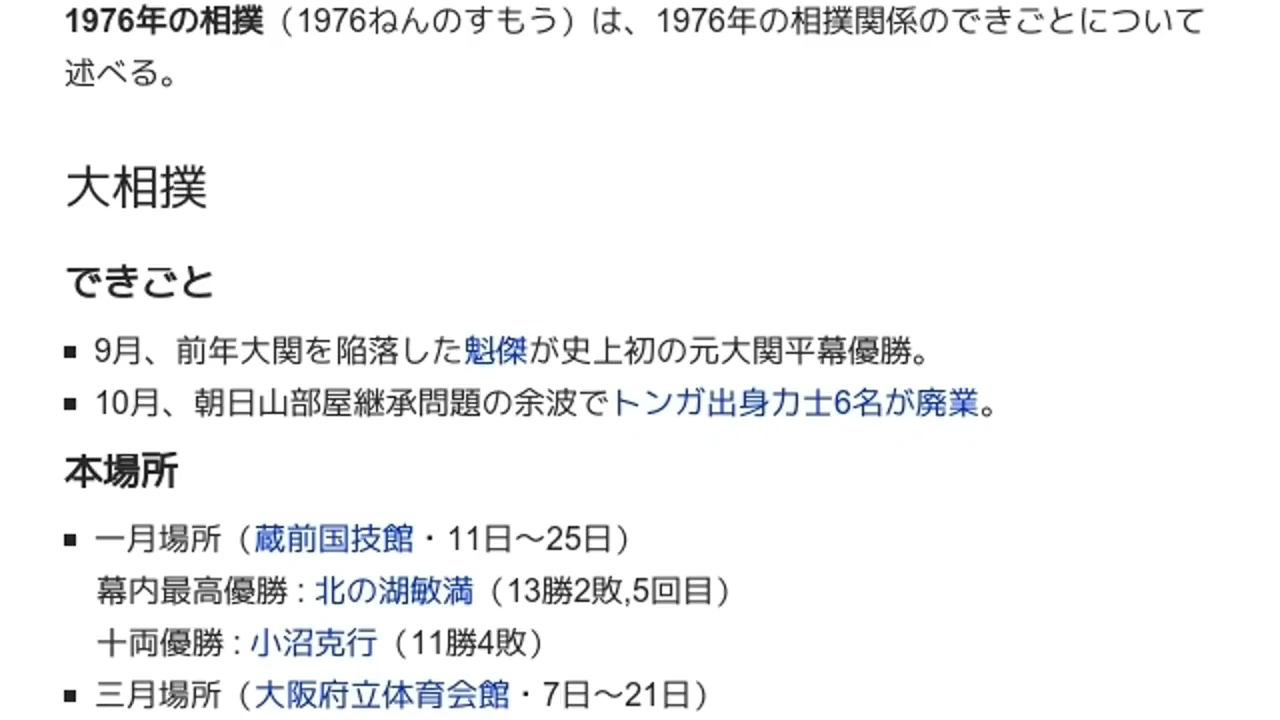 1976年の相撲（1976ねんのすもう）は、1976年の相撲関係のできごとについて
述べる。
大相撲
できごと
9月、前年大関を陥落した魁傑が史上初の元大関平幕優勝。
10月、朝日山部屋継承問題の余波でトンガ出身力士6名が廃業。
本場所
一月場所（蔵前国技館・11日～25日）
幕内最高優勝 : 北の湖敏満（13勝2敗,5回目）
十両優勝 : 小沼克行（11勝4敗）
三月場所（大阪府立体育会館・7日～21日）